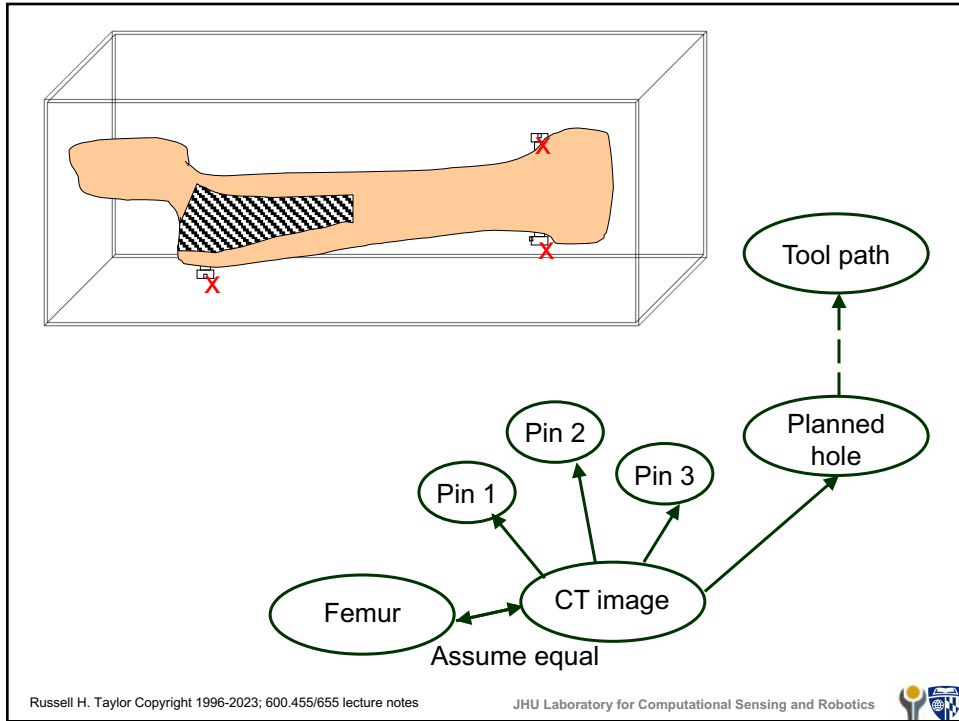 X
X
X
Tool path
Planned
hole
Pin 2
Pin 3
Pin 1
CT image
Femur
Assume equal
Russell H. Taylor Copyright 1996-2023; 600.455/655 lecture notes
JHU Laboratory for Computational Sensing and Robotics